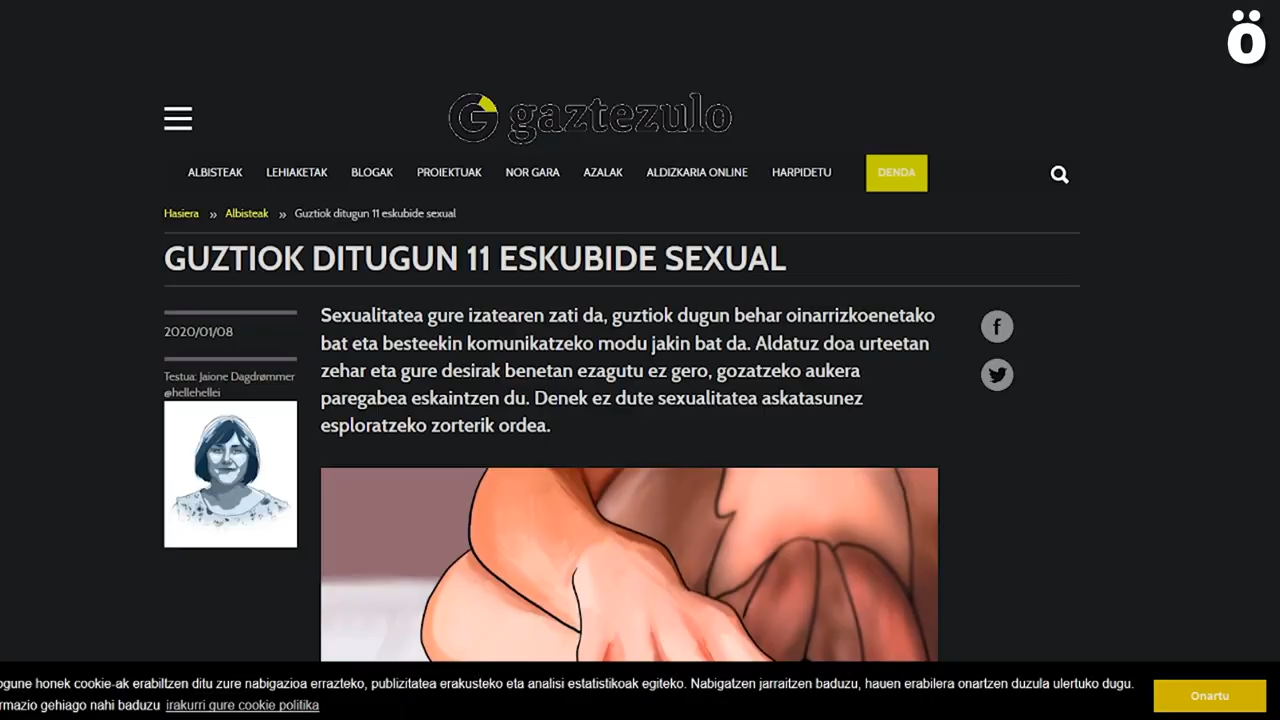 ö
gaztezulo
ALBISTEAK LEHIAKETAK BLOGAK PROIEKTUAK NOR GARA AZALAK ALDIZKARIA ONLINE HARPIDETU DENDA
Hasiera » Albisteak » Guztiok ditugun 11 eskubide sexual
GUZTIOK DITUGUN 11 ESKUBIDE SEXUAL
2020/01/08
Testua: Jaione Dagdrømmer
@hellehellei
Sexualitatea gure izatearen zati da, guztiok dugun behar oinarrizkoenetako
bat eta besteekin komunikatzeko modu jakin bat da. Aldatuz doa urteetan
zehar eta gure desirak benetan ezagutu ez gero, gozatzeko aukera
paregabea eskaintzen du. Denek ez dute sexualitatea askatasunez
esploratzeko zorterik ordea.
ogune honek cookie-ak erabiltzen ditu zure nabigazioa errazteko, publizitatea erakusteko eta analisi estatistikoak egiteko. Nabigatzen jarraitzen baduzu, hauen erabilera onartzen duzula ulertuko dugu.
rmazio gehiago nahi baduzu irakurri gure cookie politika
Onartu